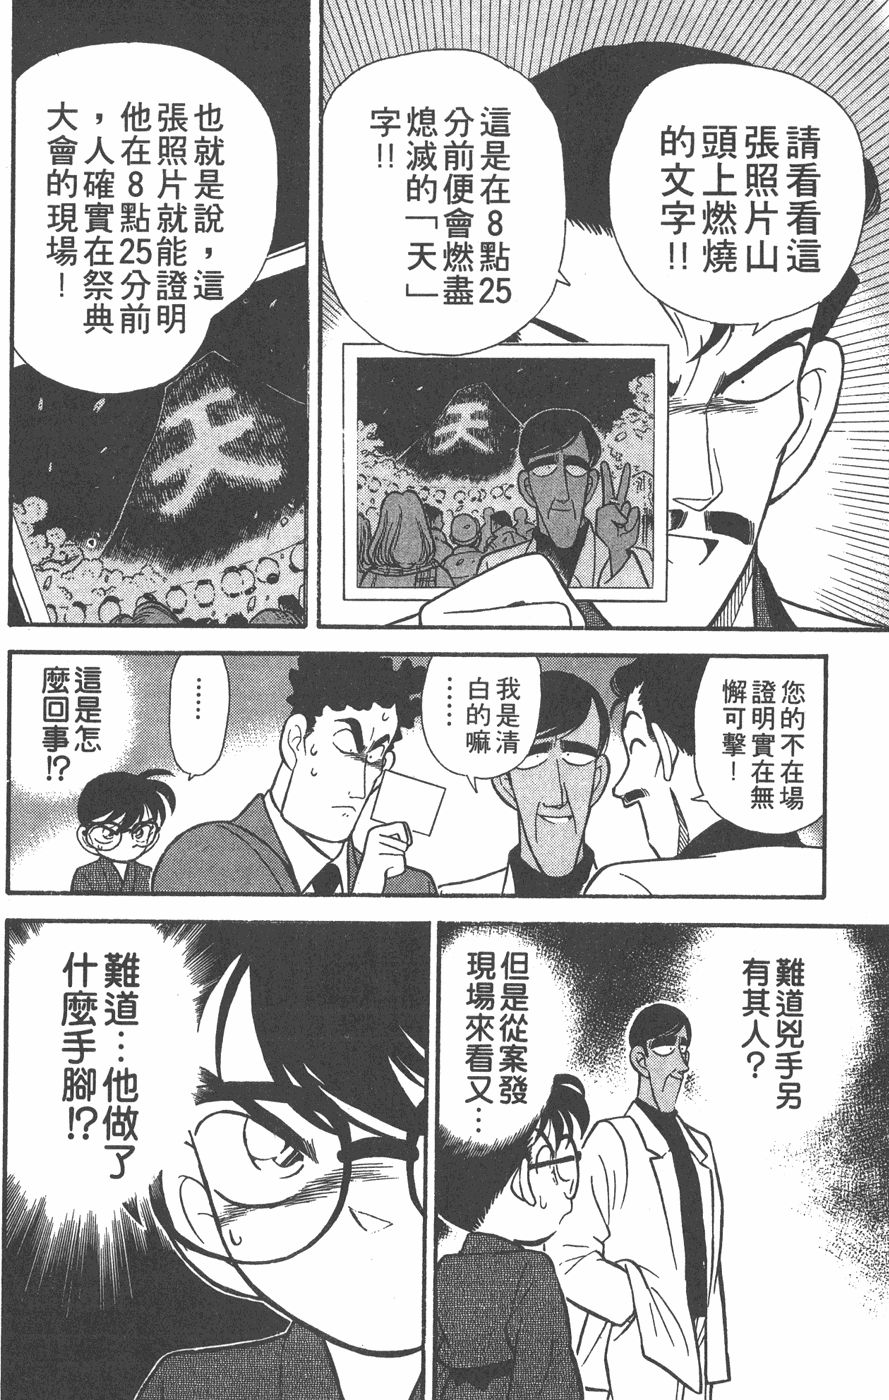 請看看這
張照片山
頭上燃燒
的文字!!
這是在8點25
分前便會燃盡
熄滅的「天」
字!!
也就是說，這
張照片就能證明
他在8點25分前
，人確實在祭典
大會的現場！
天
天
您的不在場
證明實在無
懈可擊！
我是清
白的嘛
……
……
這是怎
麼回事!?
難道兇手另
有其人？
但是從案發
現場來看又…
難道…他做了
什麼手腳!?